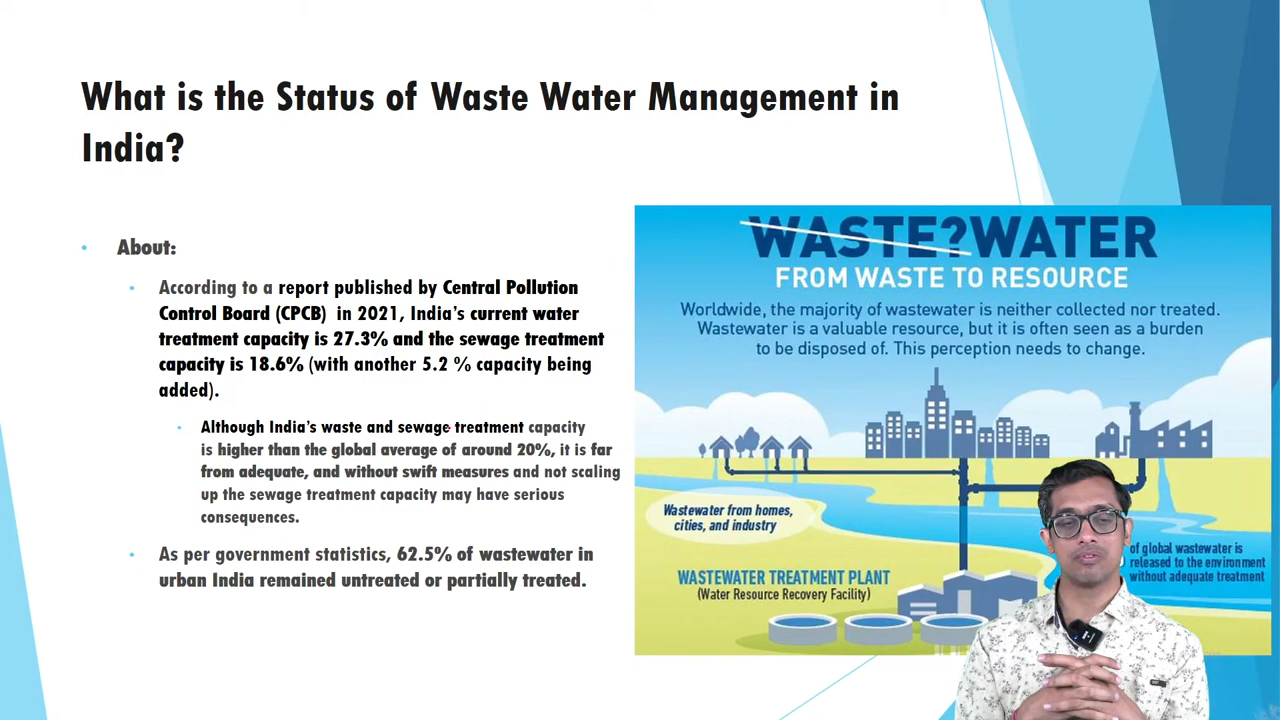 What is the Status of Waste Water Management in
India?
• About:
• According to a report published by Central Pollution
Control Board (CPCB) in 2021, India's current water
treatment capacity is 27.3% and the sewage treatment
capacity is 18.6% (with another 5.2 % capacity being
added).
• Although India's waste and sewage treatment capacity
is higher than the global average of around 20%, it is far
from adequate, and without swift measures and not scaling
up the sewage treatment capacity may have serious
consequences.
• As per government statistics, 62.5% of wastewater in
urban India remained untreated or partially treated.
WASTE?WATER
FROM WASTE TO RESOURCE
Worldwide, the majority of wastewater is neither collected nor treated.
Wastewater is a valuable resource, but it is often seen as a burden
to be disposed of. This perception needs to change.
Wastewater from homes,
cities, and industry
WASTEWATER TREATMENT PLANT
(Water Resource Recovery Facility)
of global wastewater is
released to the environment
without adequate treatment